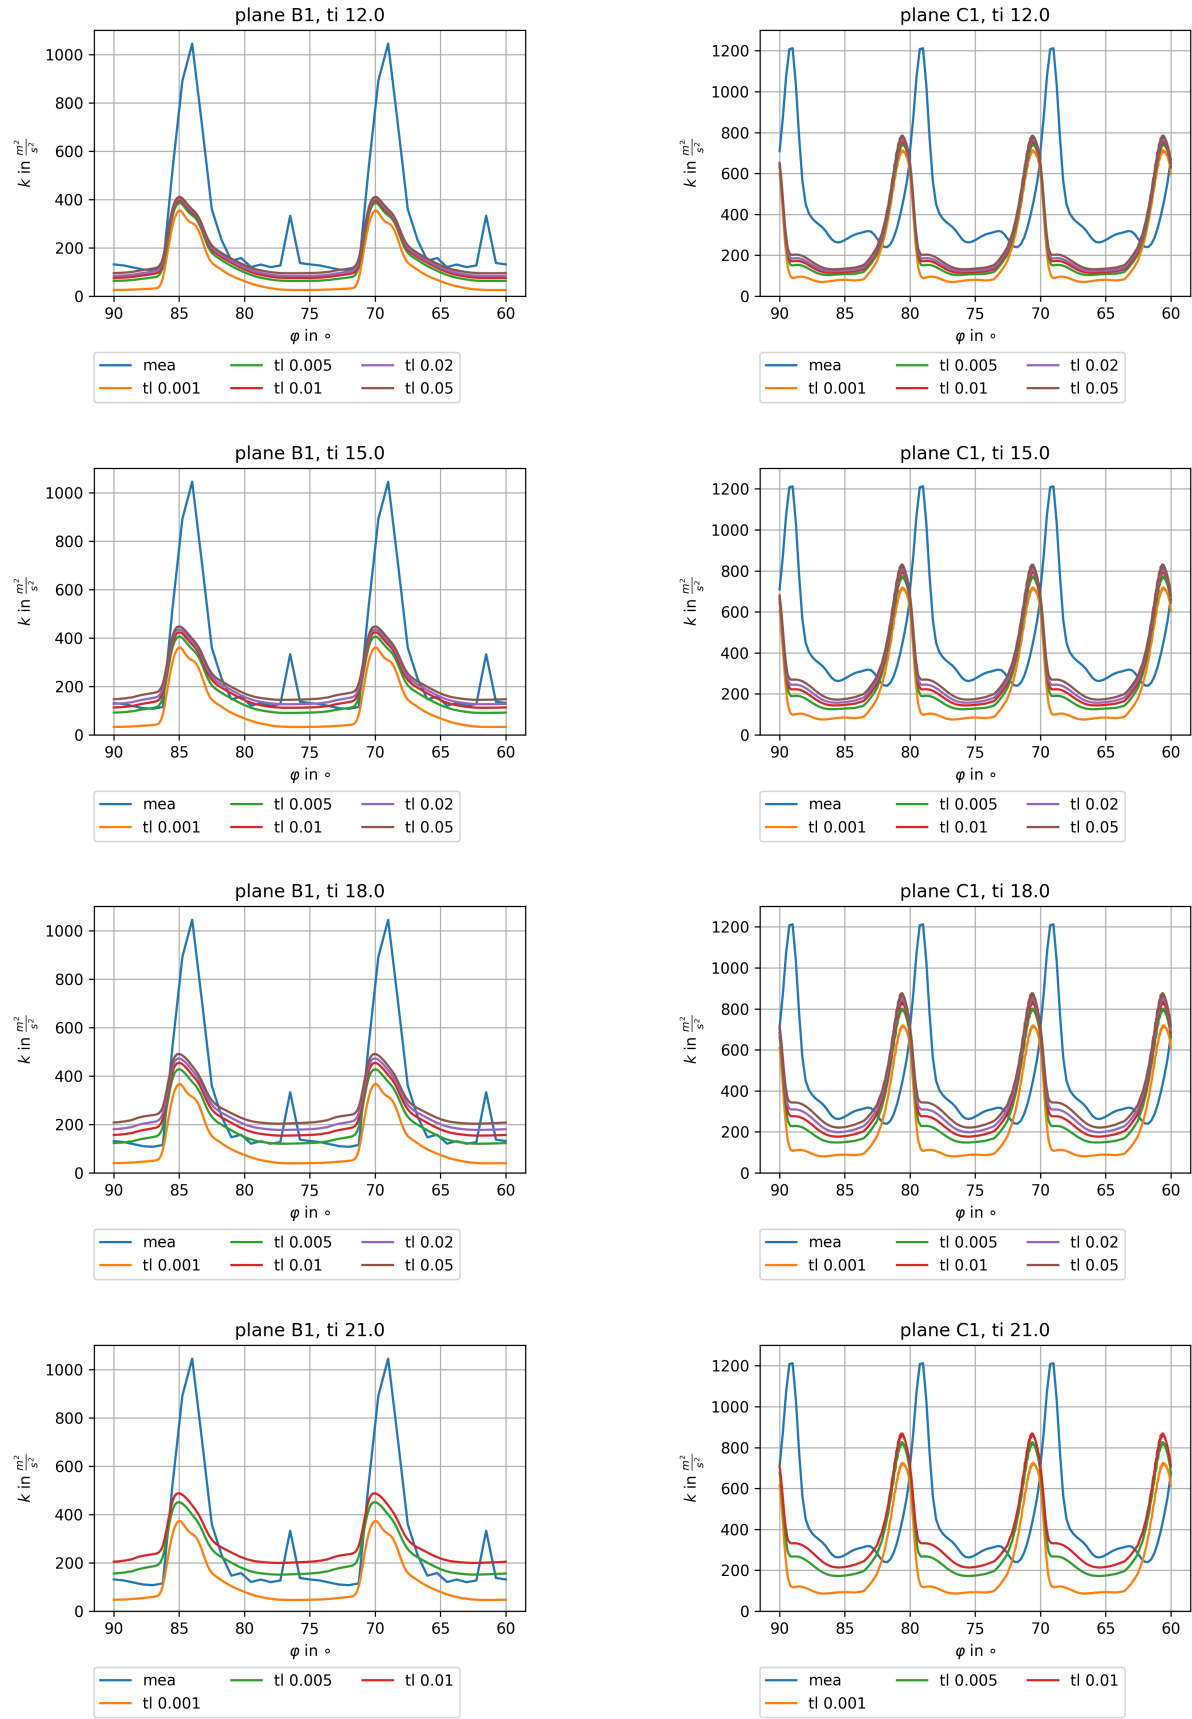 plane B1, ti 12.0
k in m²/s²
1000
800
600
400
200
0
90 85 80 75 70 65 60
φ in ∘
mea tl 0.005 tl 0.02
tl 0.001 tl 0.01 tl 0.05
plane C1, ti 12.0
k in m²/s²
1200
1000
800
600
400
200
0
90 85 80 75 70 65 60
φ in ∘
mea tl 0.005 tl 0.02
tl 0.001 tl 0.01 tl 0.05
plane B1, ti 15.0
k in m²/s²
1000
800
600
400
200
0
90 85 80 75 70 65 60
φ in ∘
mea tl 0.005 tl 0.02
tl 0.001 tl 0.01 tl 0.05
plane C1, ti 15.0
k in m²/s²
1200
1000
800
600
400
200
0
90 85 80 75 70 65 60
φ in ∘
mea tl 0.005 tl 0.02
tl 0.001 tl 0.01 tl 0.05
plane B1, ti 18.0
k in m²/s²
1000
800
600
400
200
0
90 85 80 75 70 65 60
φ in ∘
mea tl 0.005 tl 0.02
tl 0.001 tl 0.01 tl 0.05
plane C1, ti 18.0
k in m²/s²
1200
1000
800
600
400
200
0
90 85 80 75 70 65 60
φ in ∘
mea tl 0.005 tl 0.02
tl 0.001 tl 0.01 tl 0.05
plane B1, ti 21.0
k in m²/s²
1000
800
600
400
200
0
90 85 80 75 70 65 60
φ in ∘
mea tl 0.005 tl 0.01
tl 0.001
plane C1, ti 21.0
k in m²/s²
1200
1000
800
600
400
200
0
90 85 80 75 70 65 60
φ in ∘
mea tl 0.005 tl 0.01
tl 0.001